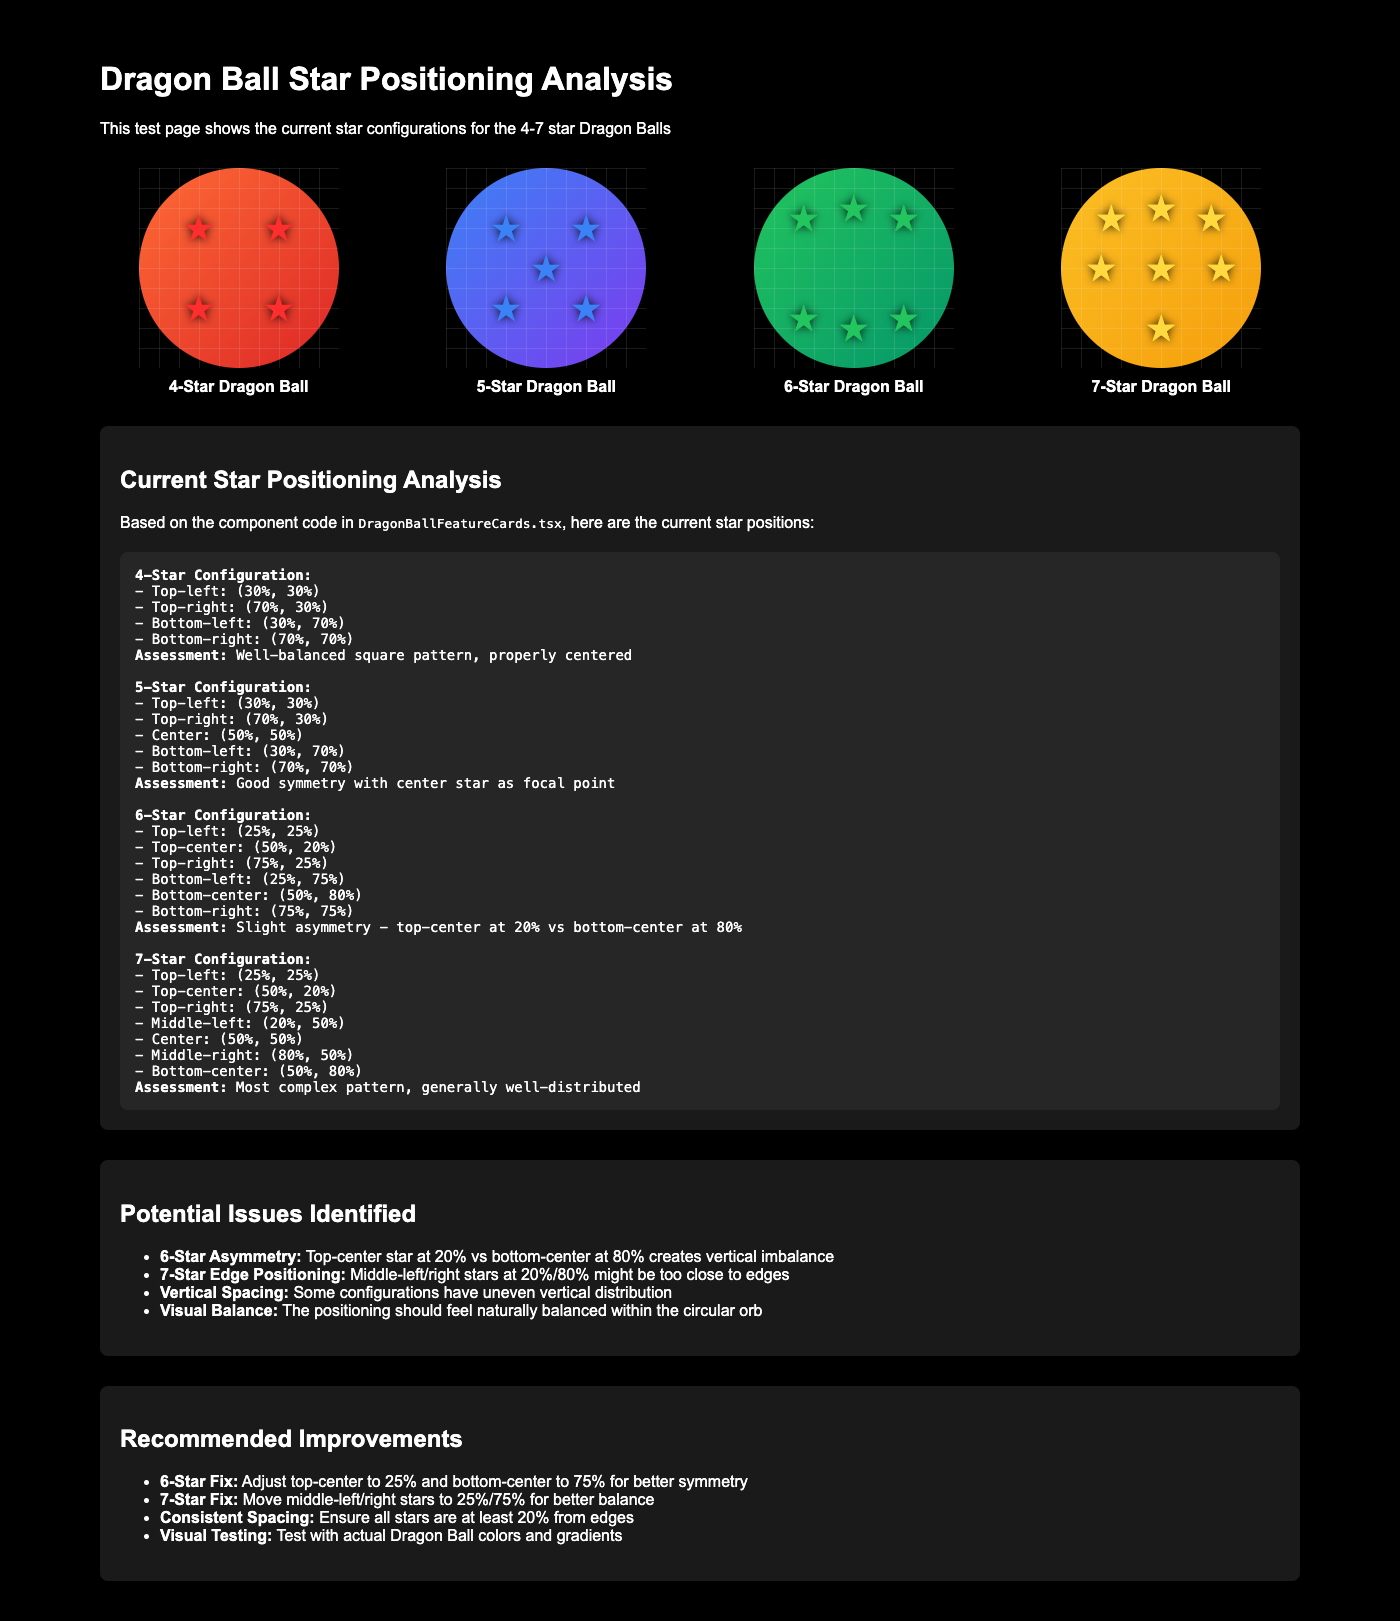 Dragon Ball Star Positioning Analysis
This test page shows the current star configurations for the 4-7 star Dragon Balls
4-Star Dragon Ball
5-Star Dragon Ball
6-Star Dragon Ball
7-Star Dragon Ball
Current Star Positioning Analysis
Based on the component code in DragonBallFeatureCards.tsx, here are the current star positions:
4-Star Configuration:
- Top-left: (30%, 30%)
- Top-right: (70%, 30%)
- Bottom-left: (30%, 70%)
- Bottom-right: (70%, 70%)
Assessment: Well-balanced square pattern, properly centered
5-Star Configuration:
- Top-left: (30%, 30%)
- Top-right: (70%, 30%)
- Center: (50%, 50%)
- Bottom-left: (30%, 70%)
- Bottom-right: (70%, 70%)
Assessment: Good symmetry with center star as focal point
6-Star Configuration:
- Top-left: (25%, 25%)
- Top-center: (50%, 20%)
- Top-right: (75%, 25%)
- Bottom-left: (25%, 75%)
- Bottom-center: (50%, 80%)
- Bottom-right: (75%, 75%)
Assessment: Slight asymmetry - top-center at 20% vs bottom-center at 80%
7-Star Configuration:
- Top-left: (25%, 25%)
- Top-center: (50%, 20%)
- Top-right: (75%, 25%)
- Middle-left: (20%, 50%)
- Center: (50%, 50%)
- Middle-right: (80%, 50%)
- Bottom-center: (50%, 80%)
Assessment: Most complex pattern, generally well-distributed
Potential Issues Identified
• 6-Star Asymmetry: Top-center star at 20% vs bottom-center at 80% creates vertical imbalance
• 7-Star Edge Positioning: Middle-left/right stars at 20%/80% might be too close to edges
• Vertical Spacing: Some configurations have uneven vertical distribution
• Visual Balance: The positioning should feel naturally balanced within the circular orb
Recommended Improvements
• 6-Star Fix: Adjust top-center to 25% and bottom-center to 75% for better symmetry
• 7-Star Fix: Move middle-left/right stars to 25%/75% for better balance
• Consistent Spacing: Ensure all stars are at least 20% from edges
• Visual Testing: Test with actual Dragon Ball colors and gradients